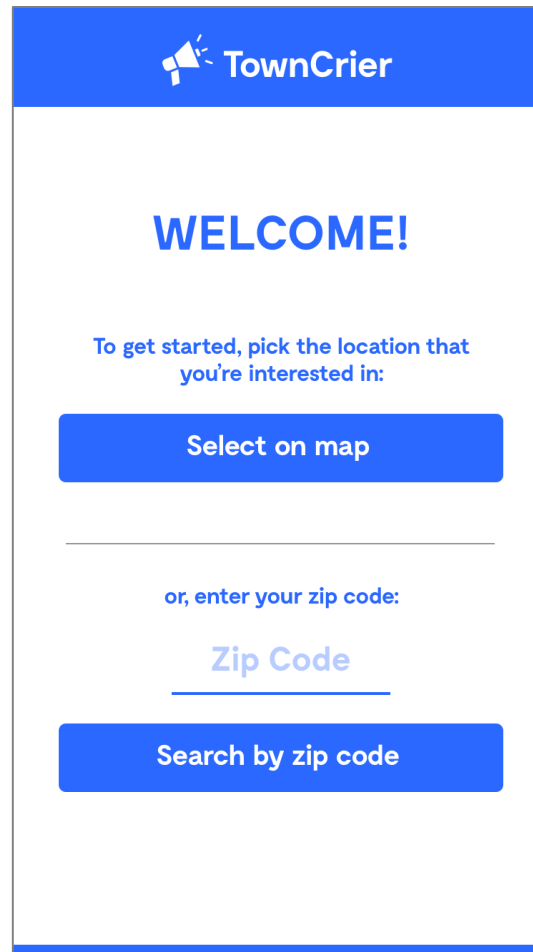 TownCrier
WELCOME!
To get started, pick the location that
you’re interested in:
Select on map
or, enter your zip code:
Zip Code
Search by zip code